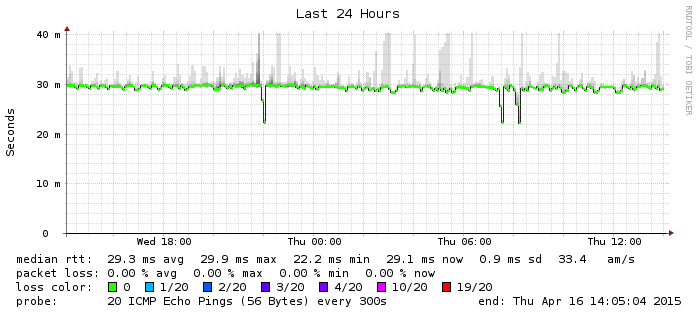 Last 24 Hours
RRDTOOL / TOBI OETIKER
Seconds
40 m
30 m
20 m
10 m
0
Wed 18:00 Thu 00:00 Thu 06:00 Thu 12:00
median rtt: 29.3 ms avg 29.9 ms max 22.2 ms min 29.1 ms now 0.9 ms sd 33.4 am/s
packet loss: 0.00 % avg 0.00 % max 0.00 % min 0.00 % now
loss color: 0 1/20 2/20 3/20 4/20 10/20 19/20
probe: 20 ICMP Echo Pings (56 Bytes) every 300s end: Thu Apr 16 14:05:04 2015